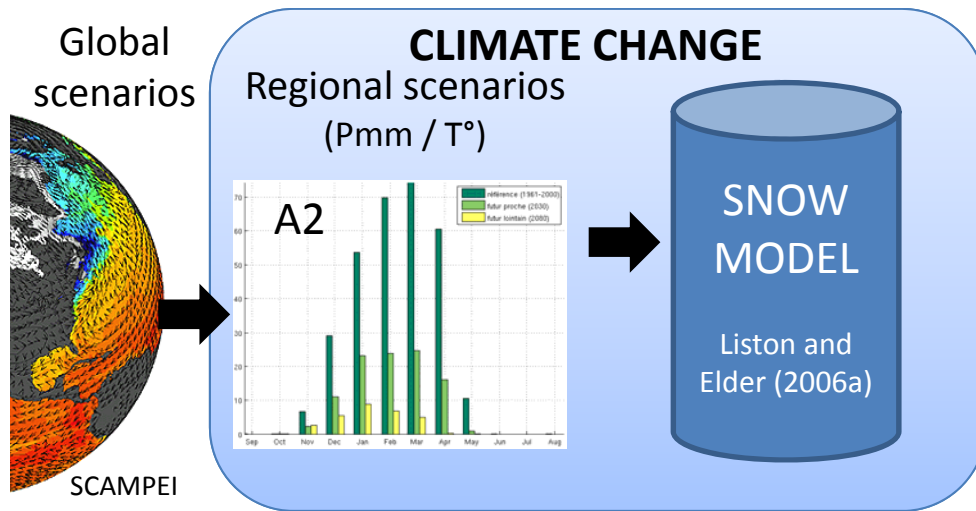 Global
scenarios
CLIMATE CHANGE
Regional scenarios
(Pmm / T°)
A2
référence (1961-2000)
futur proche (2030)
futur lointain (2080)
70
60
50
40
30
20
10
0
Sep Oct Nov Dec Jan Feb Mar Apr May Jun Jul Aug
SNOW
MODEL
Liston and
Elder (2006a)
SCAMPEI